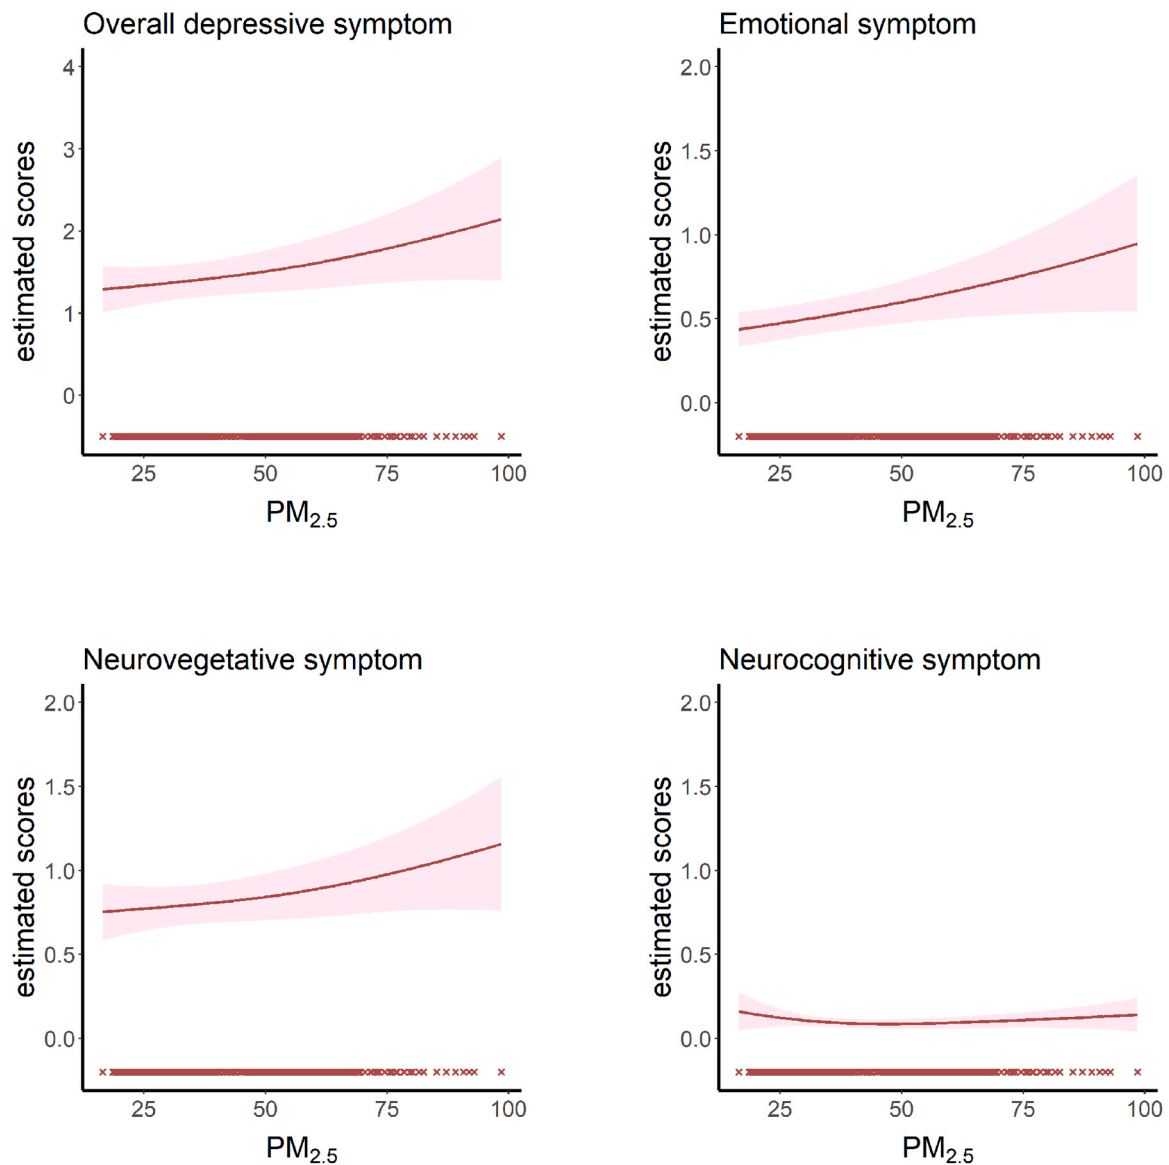 Overall depressive symptom
4
3
2
1
0
estimated scores
25 50 75 100
PM2.5
Emotional symptom
2.0
1.5
1.0
0.5
0.0
estimated scores
25 50 75 100
PM2.5
Neurovegetative symptom
2.0
1.5
1.0
0.5
0.0
estimated scores
25 50 75 100
PM2.5
Neurocognitive symptom
2.0
1.5
1.0
0.5
0.0
estimated scores
25 50 75 100
PM2.5